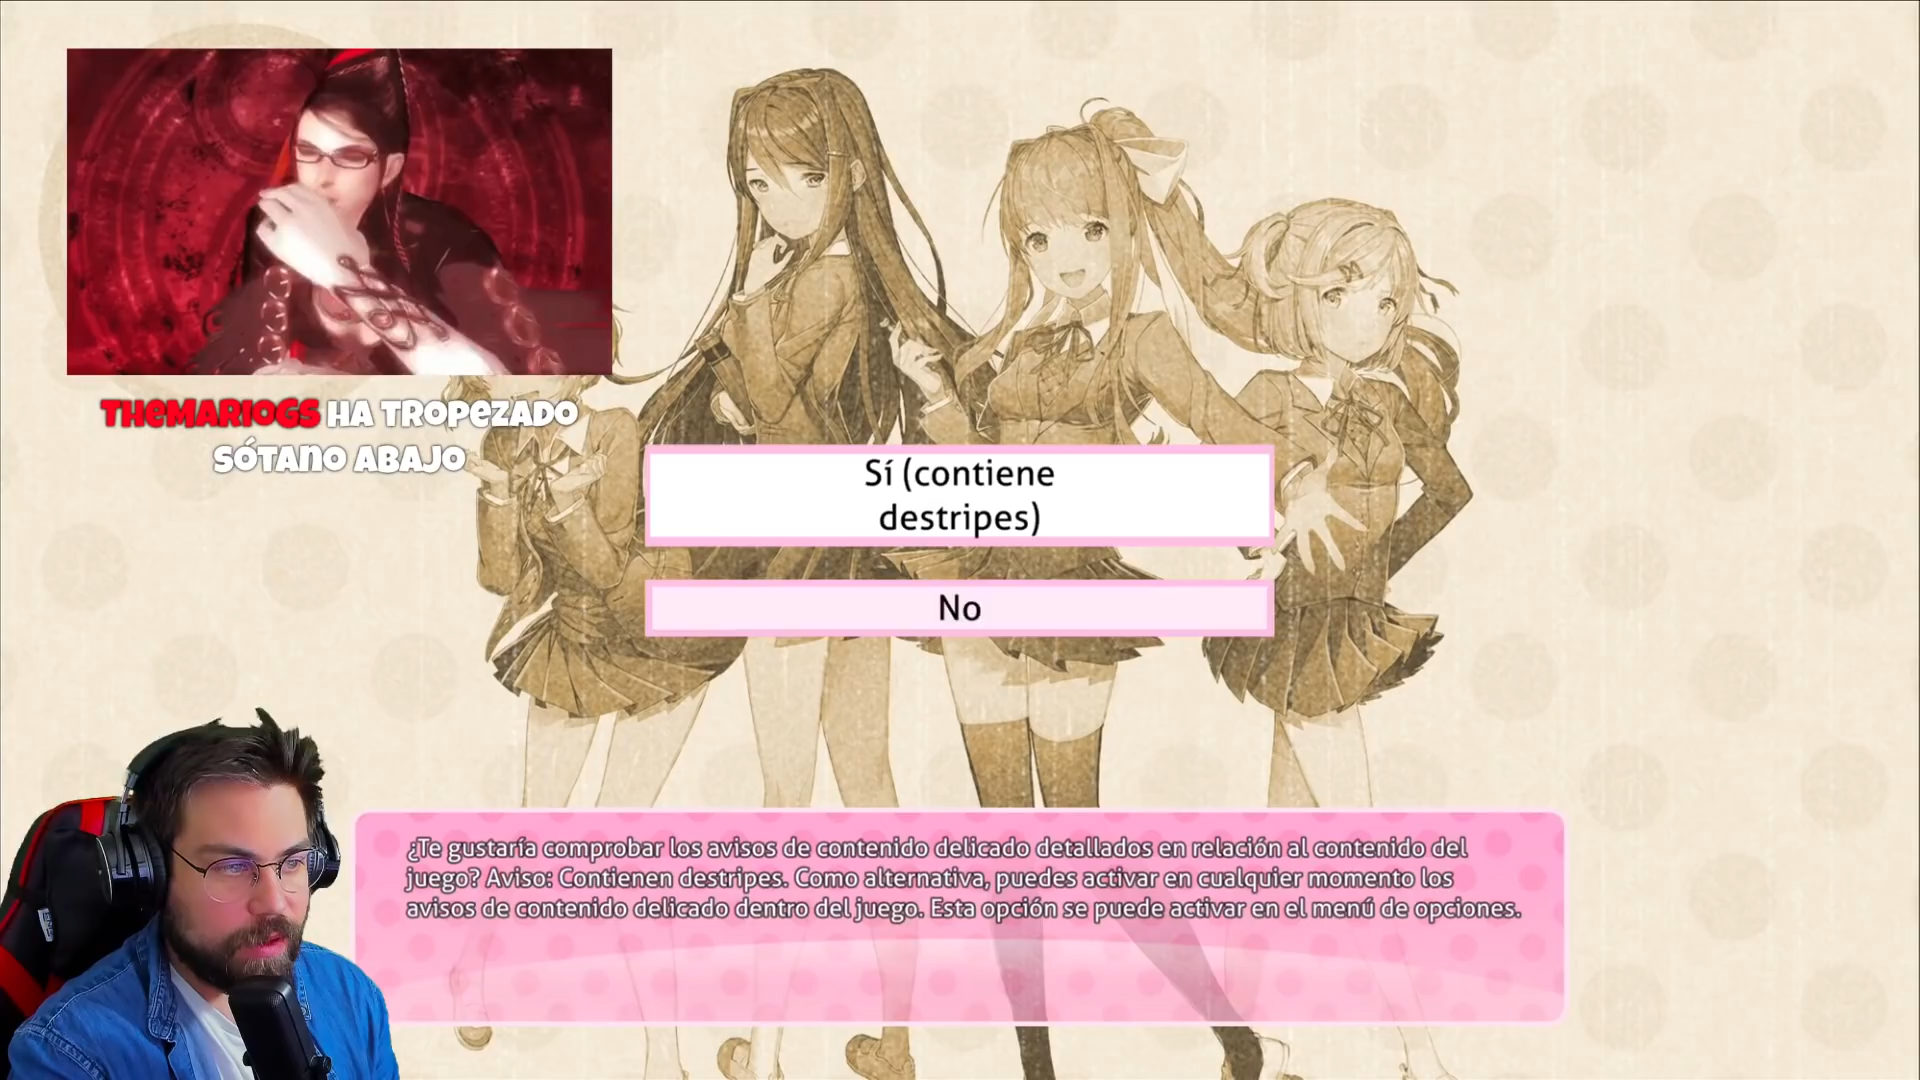 THEMARIOGS HA TROPEZADO
SÓTANO ABAJO
Sí (contiene
destripes)
No
¿Te gustaría comprobar los avisos de contenido delicado detallados en relación al contenido del
juego? Aviso: Contienen destripes. Como alternativa, puedes activar en cualquier momento los
avisos de contenido delicado dentro del juego. Esta opción se puede activar en el menú de opciones.